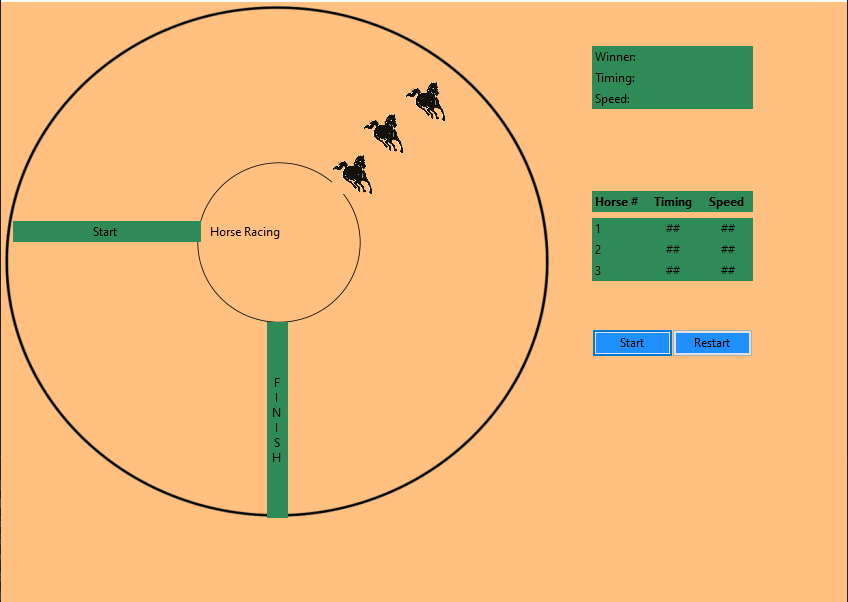 Winner:
Timing:
Speed:
Horse # Timing Speed
1 ## ##
2 ## ##
3 ## ##
Start
Horse Racing
Start Restart
F
I
N
I
S
H